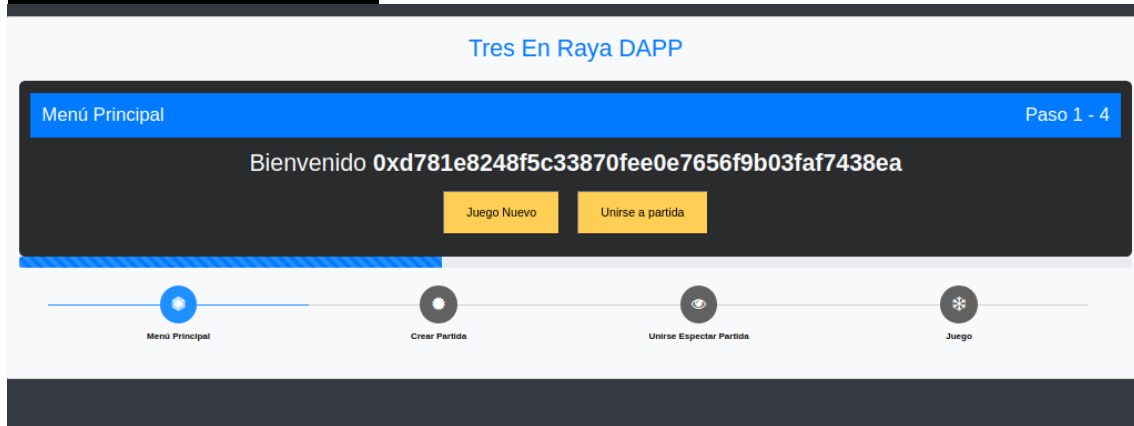 Tres En Raya DAPP
Menú Principal Paso 1 - 4
Bienvenido 0xd781e8248f5c33870fee0e7656f9b03faf7438ea
Juego Nuevo Unirse a partida
Menú Principal Crear Partida Unirse Espectar Partida Juego